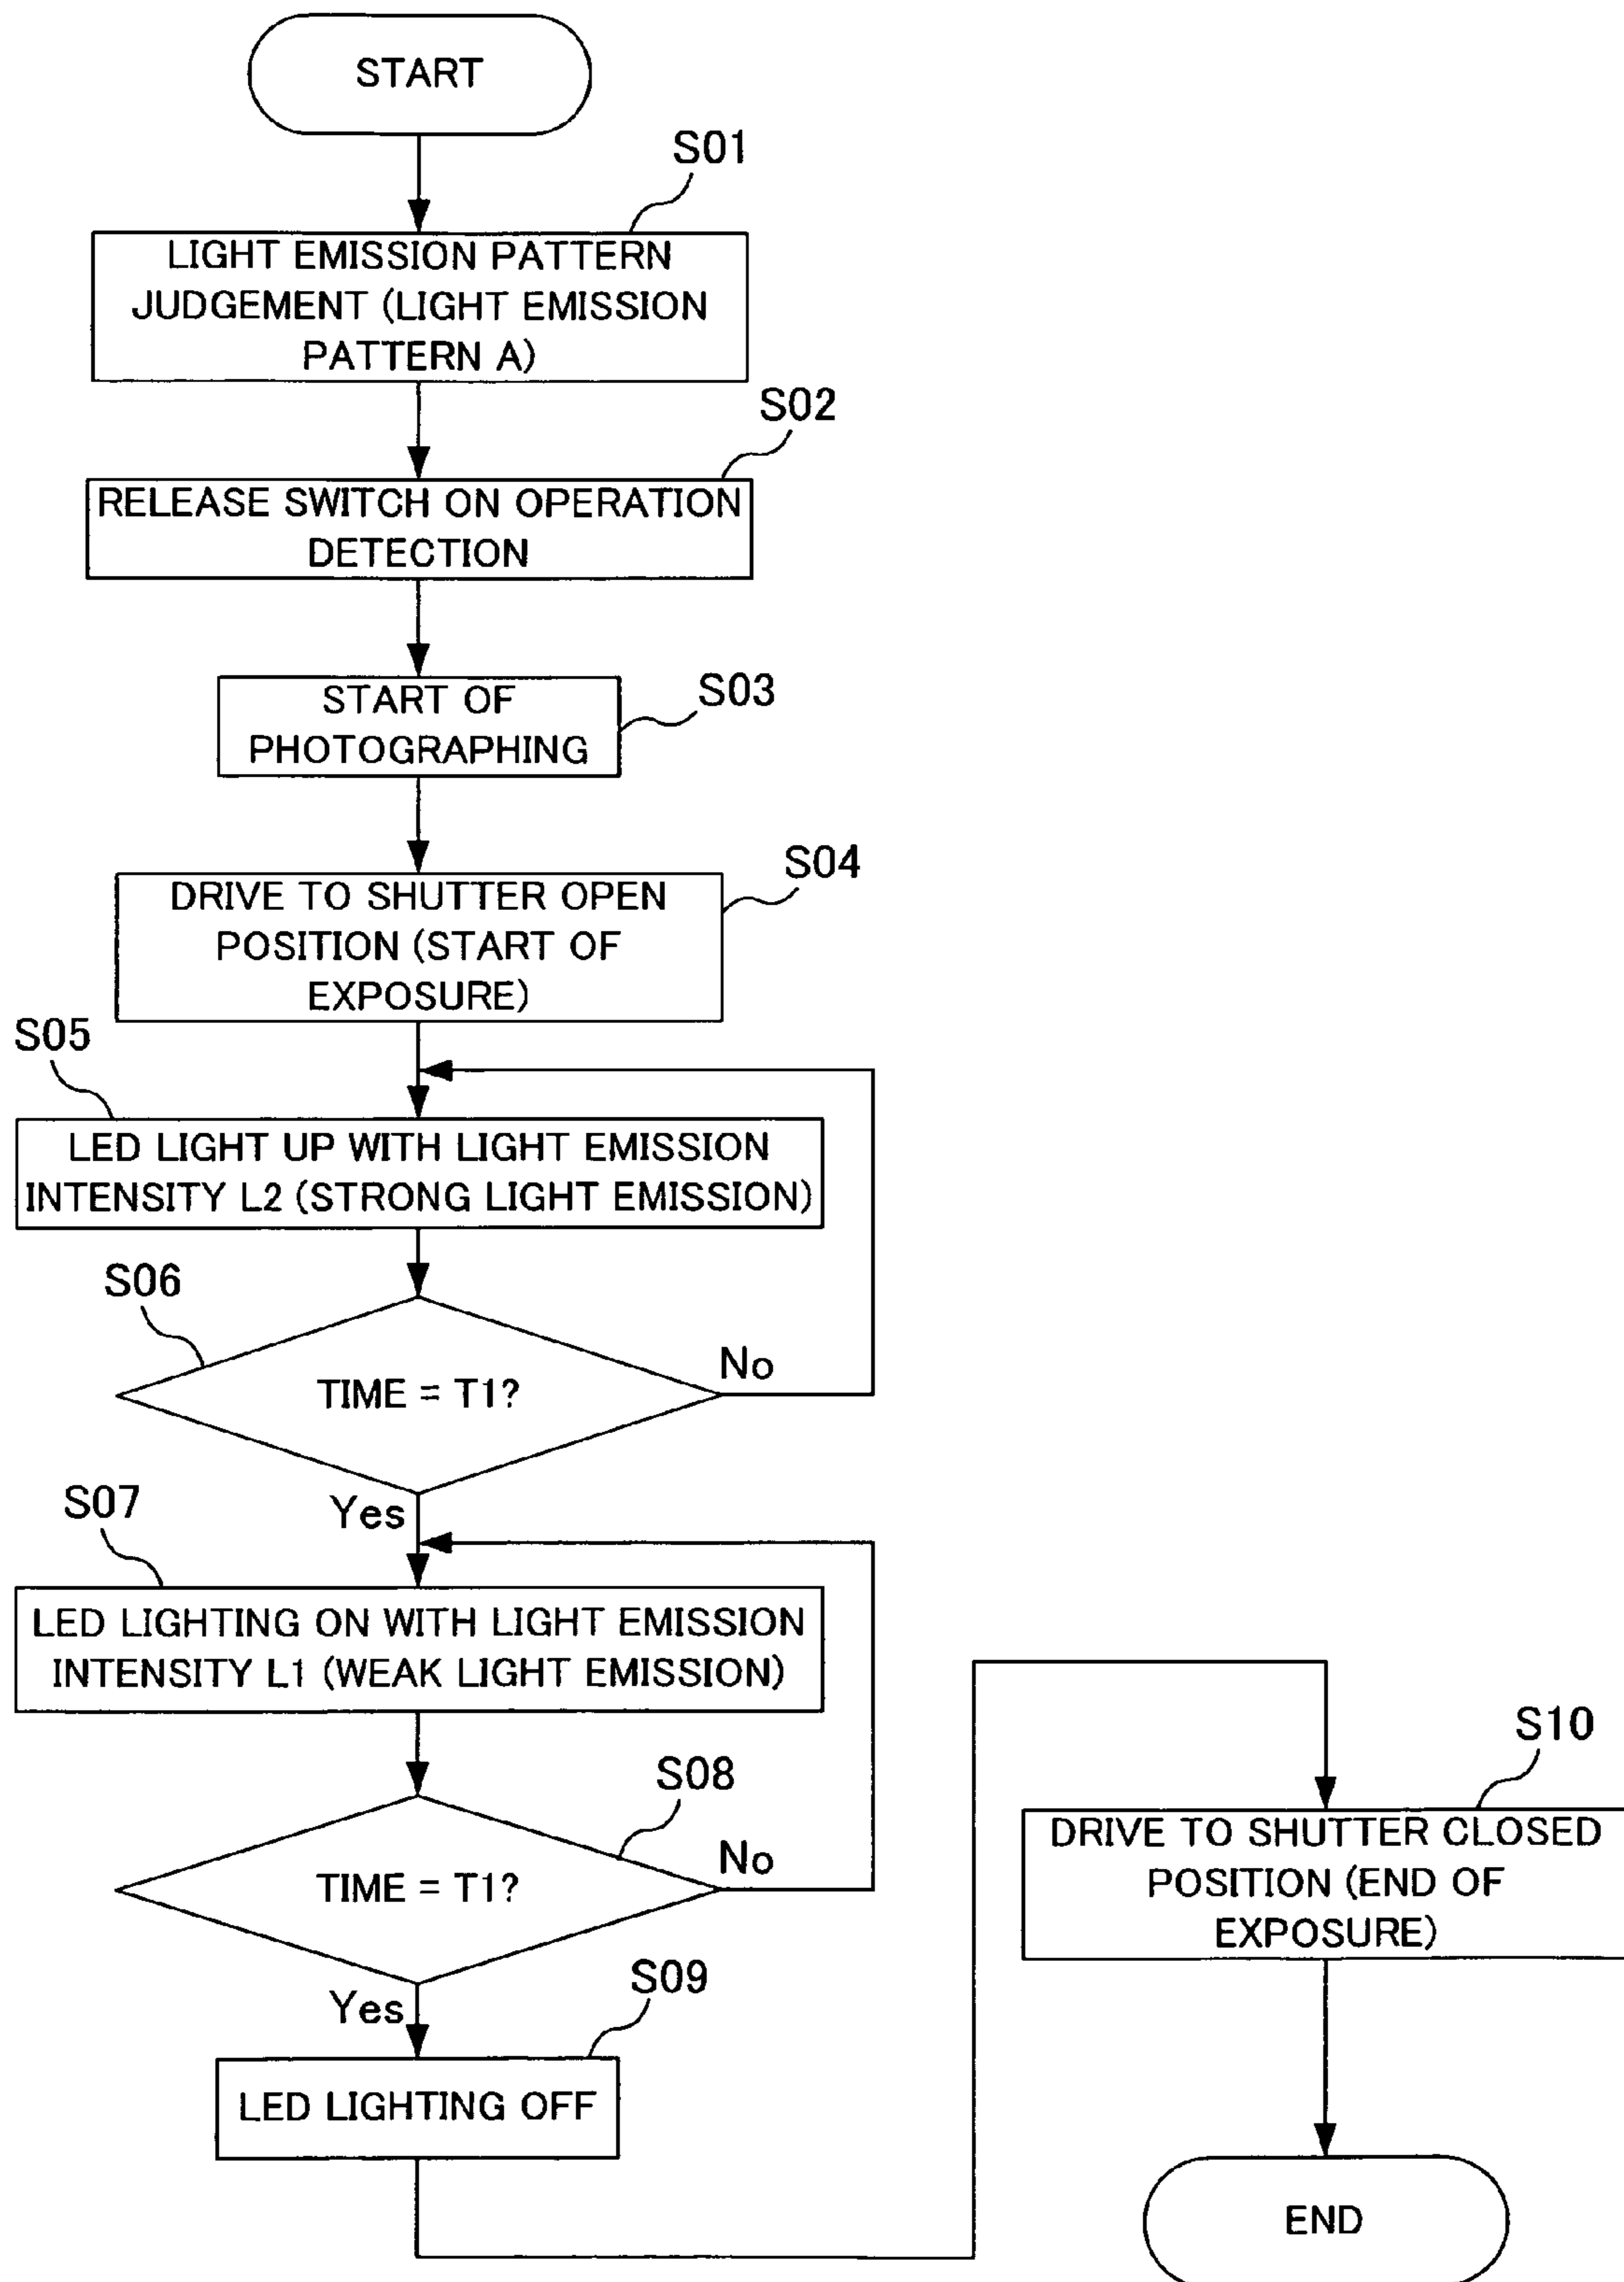 START
S01
LIGHT EMISSION PATTERN
JUDGEMENT (LIGHT EMISSION
PATTERN A)
S02
RELEASE SWITCH ON OPERATION
DETECTION
S03
START OF
PHOTOGRAPHING
S04
DRIVE TO SHUTTER OPEN
POSITION (START OF
EXPOSURE)
S05
LED LIGHT UP WITH LIGHT EMISSION
INTENSITY L2 (STRONG LIGHT EMISSION)
S06
TIME = T1?
No
Yes
S07
LED LIGHTING ON WITH LIGHT EMISSION
INTENSITY L1 (WEAK LIGHT EMISSION)
S08
TIME = T1?
No
Yes
S09
LED LIGHTING OFF
S10
DRIVE TO SHUTTER CLOSED
POSITION (END OF
EXPOSURE)
END